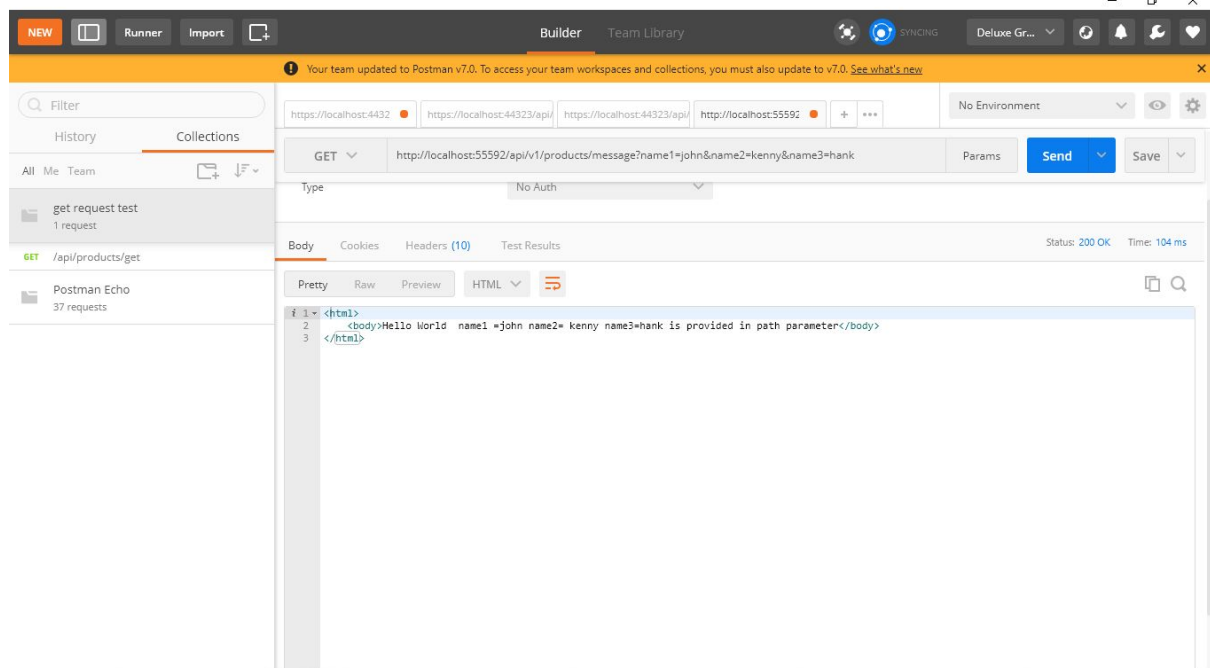 NEW
Runner
Import
Builder
Team Library
SYNCING
Deluxe Gr...
Your team updated to Postman v7.0. To access your team workspaces and collections, you must also update to v7.0. See what's new
Filter
History
Collections
All Me Team
get request test
1 request
GET /api/products/get
Postman Echo
37 requests
https://localhost:4432
https://localhost:44323/api/
https://localhost:44323/api/
http://localhost:55592
No Environment
GET
http://localhost:55592/api/v1/products/message?name1=john&name2=kenny&name3=hank
Params
Send
Save
Type
No Auth
Body
Cookies
Headers (10)
Test Results
Status: 200 OK
Time: 104 ms
Pretty
Raw
Preview
HTML
i 1 <html>
2 <body>Hello World  name1 =john name2= kenny name3=hank is provided in path parameter</body>
3 </html>